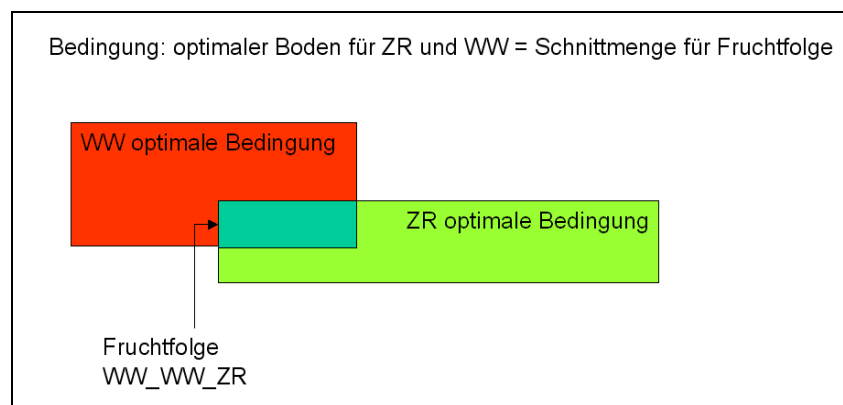 Bedingung: optimaler Boden für ZR und WW = Schnittmenge für Fruchtfolge
WW optimale Bedingung
ZR optimale Bedingung
Fruchtfolge
WW_WW_ZR